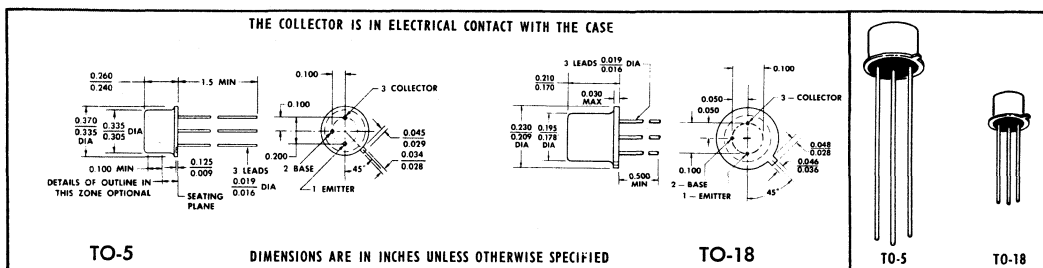 THE COLLECTOR IS IN ELECTRICAL CONTACT WITH THE CASE
0.260
0.240
1.5 MIN
0.100
3 COLLECTOR
0.100
0.370
0.335
DIA
0.335
0.305
DIA
0.045
0.029
0.034
0.028
0.200
2 BASE
45°
0.100 MIN
0.125
0.009
3 LEADS
0.019
0.016
DIA
1 EMITTER
DETAILS OF OUTLINE IN
THIS ZONE OPTIONAL
SEATING
PLANE
TO-5
3 LEADS 0.019
0.016
DIA
0.210
0.170
0.030
MAX
0.100
0.050
0.050
3 – COLLECTOR
0.230
0.209
DIA
0.195
0.178
DIA
0.048
0.028
0.046
0.036
0.100
0.500
MIN
2 – BASE
1 – EMITTER
45°
DIMENSIONS ARE IN INCHES UNLESS OTHERWISE SPECIFIED
TO-18
TO-5
TO-18